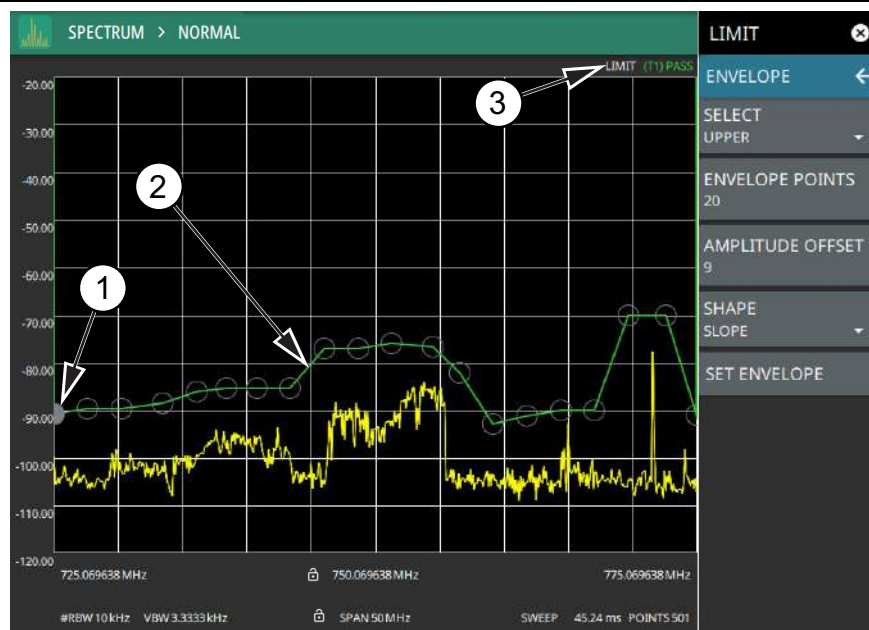 SPECTRUM > NORMAL
LIMIT (T1) PASS
-20.00
-30.00
-40.00
-50.00
-60.00
-70.00
-80.00
-90.00
-100.00
-110.00
-120.00
1
2
3
725.069638 MHz
750.069638 MHz
775.069638 MHz
#RBW 10 kHz VBW 3.3333 kHz
SPAN 50 MHz
SWEEP 45.24 ms POINTS 501
LIMIT
ENVELOPE
SELECT
UPPER
ENVELOPE POINTS
20
AMPLITUDE OFFSET
9
SHAPE
SLOPE
SET ENVELOPE